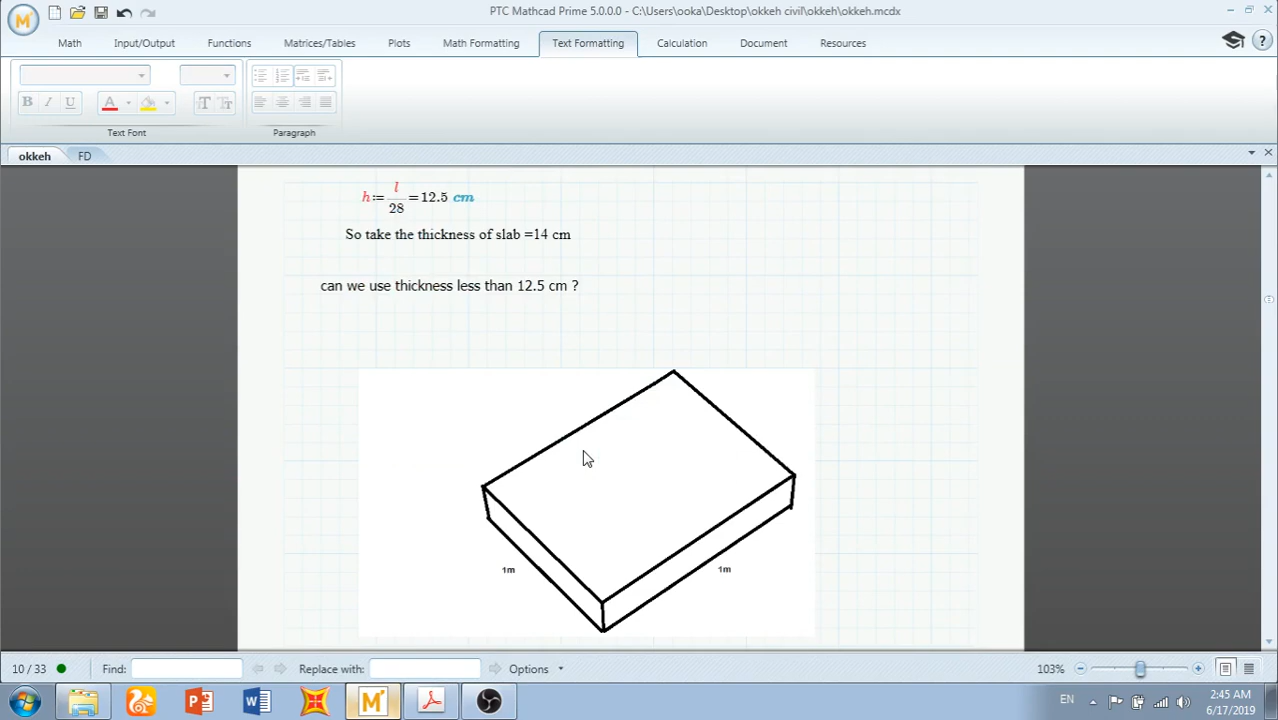 PTC Mathcad Prime 5.0.0.0 - C:\Users\ooka\Desktop\okkeh civil\okkeh\okkeh.mcdx
Math Input/Output Functions Matrices/Tables Plots Math Formatting Text Formatting Calculation Document Resources
B I U A T Tt
Text Font Paragraph
okkeh FD
h:=l/28=12.5 cm
So take the thickness of slab =14 cm
can we use thickness less than 12.5 cm ?
1m 1m
10 / 33 Find: Replace with: Options 103%
EN 2:45 AM
6/17/2019